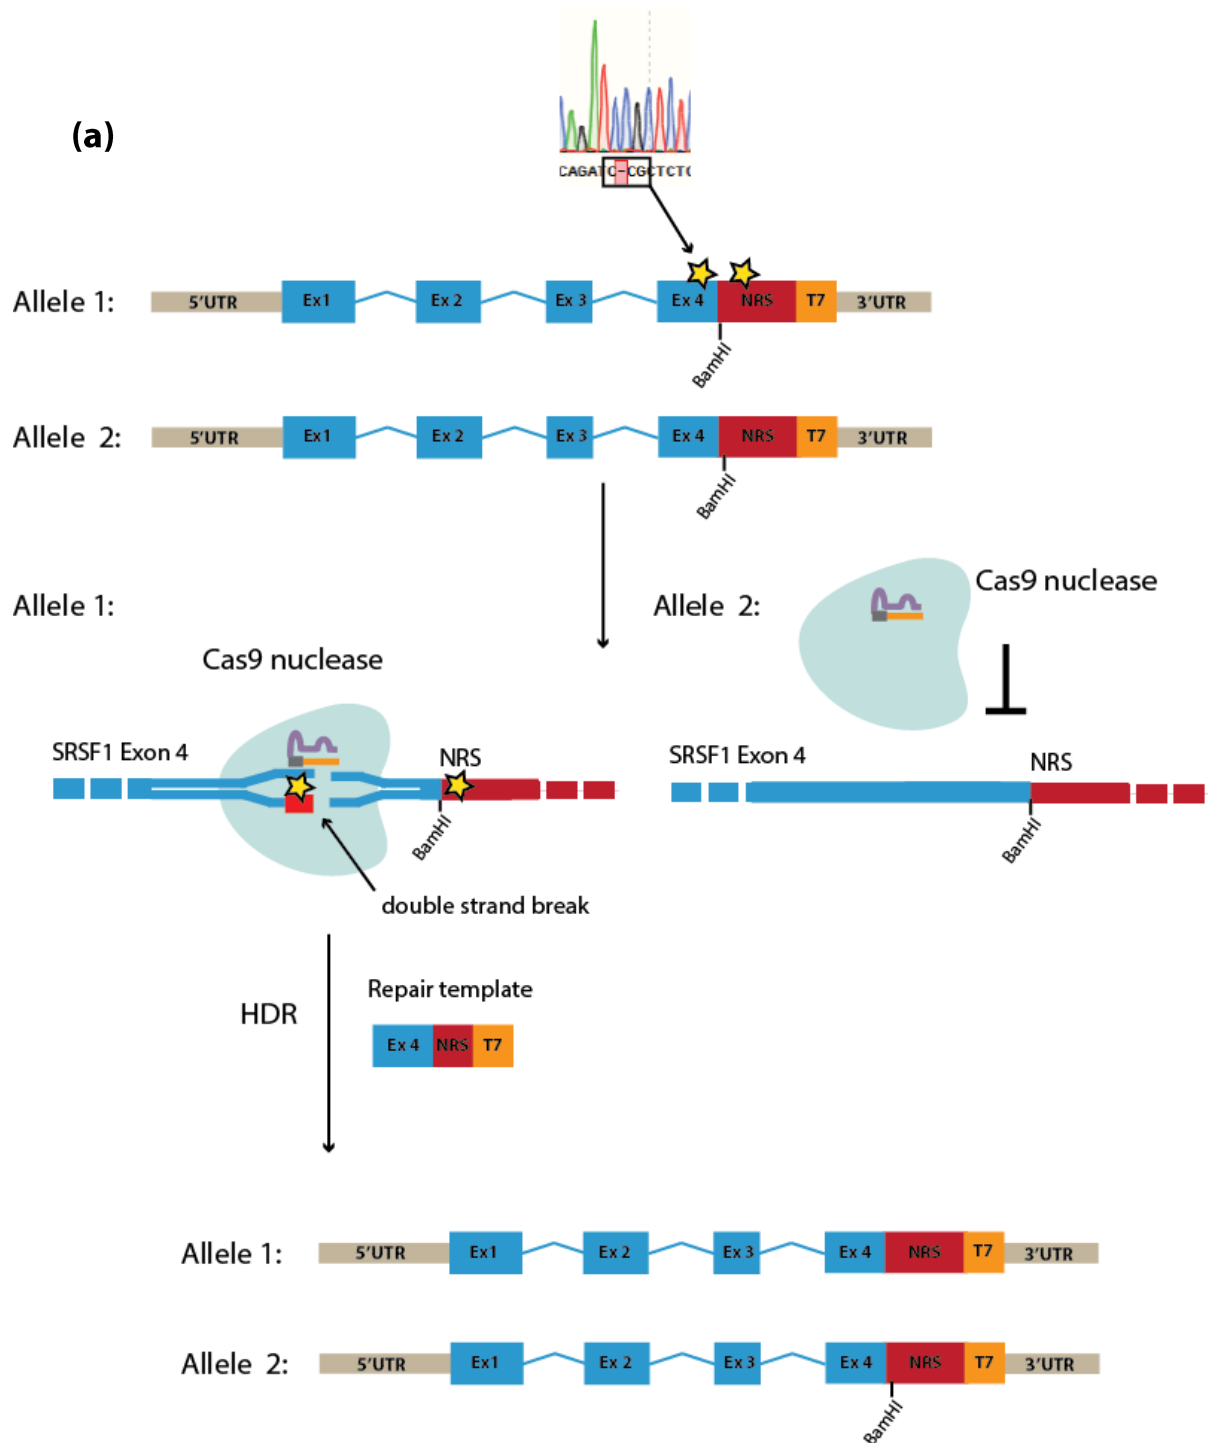 (a)
CAGATC-CGCTCTC
Allele 1:
5'UTR Ex1 Ex 2 Ex 3 Ex 4 NRS T7 3'UTR
BamHI
Allele 2:
5'UTR Ex1 Ex 2 Ex 3 Ex 4 NRS T7 3'UTR
BamHI
Allele 1:
Allele 2:
Cas9 nuclease
Cas9 nuclease
SRSF1 Exon 4
NRS
BamHI
double strand break
SRSF1 Exon 4
NRS
BamHI
HDR
Repair template
Ex 4 NRS T7
Allele 1:
5'UTR Ex1 Ex 2 Ex 3 Ex 4 NRS T7 3'UTR
Allele 2:
5'UTR Ex1 Ex 2 Ex 3 Ex 4 NRS T7 3'UTR
BamHI